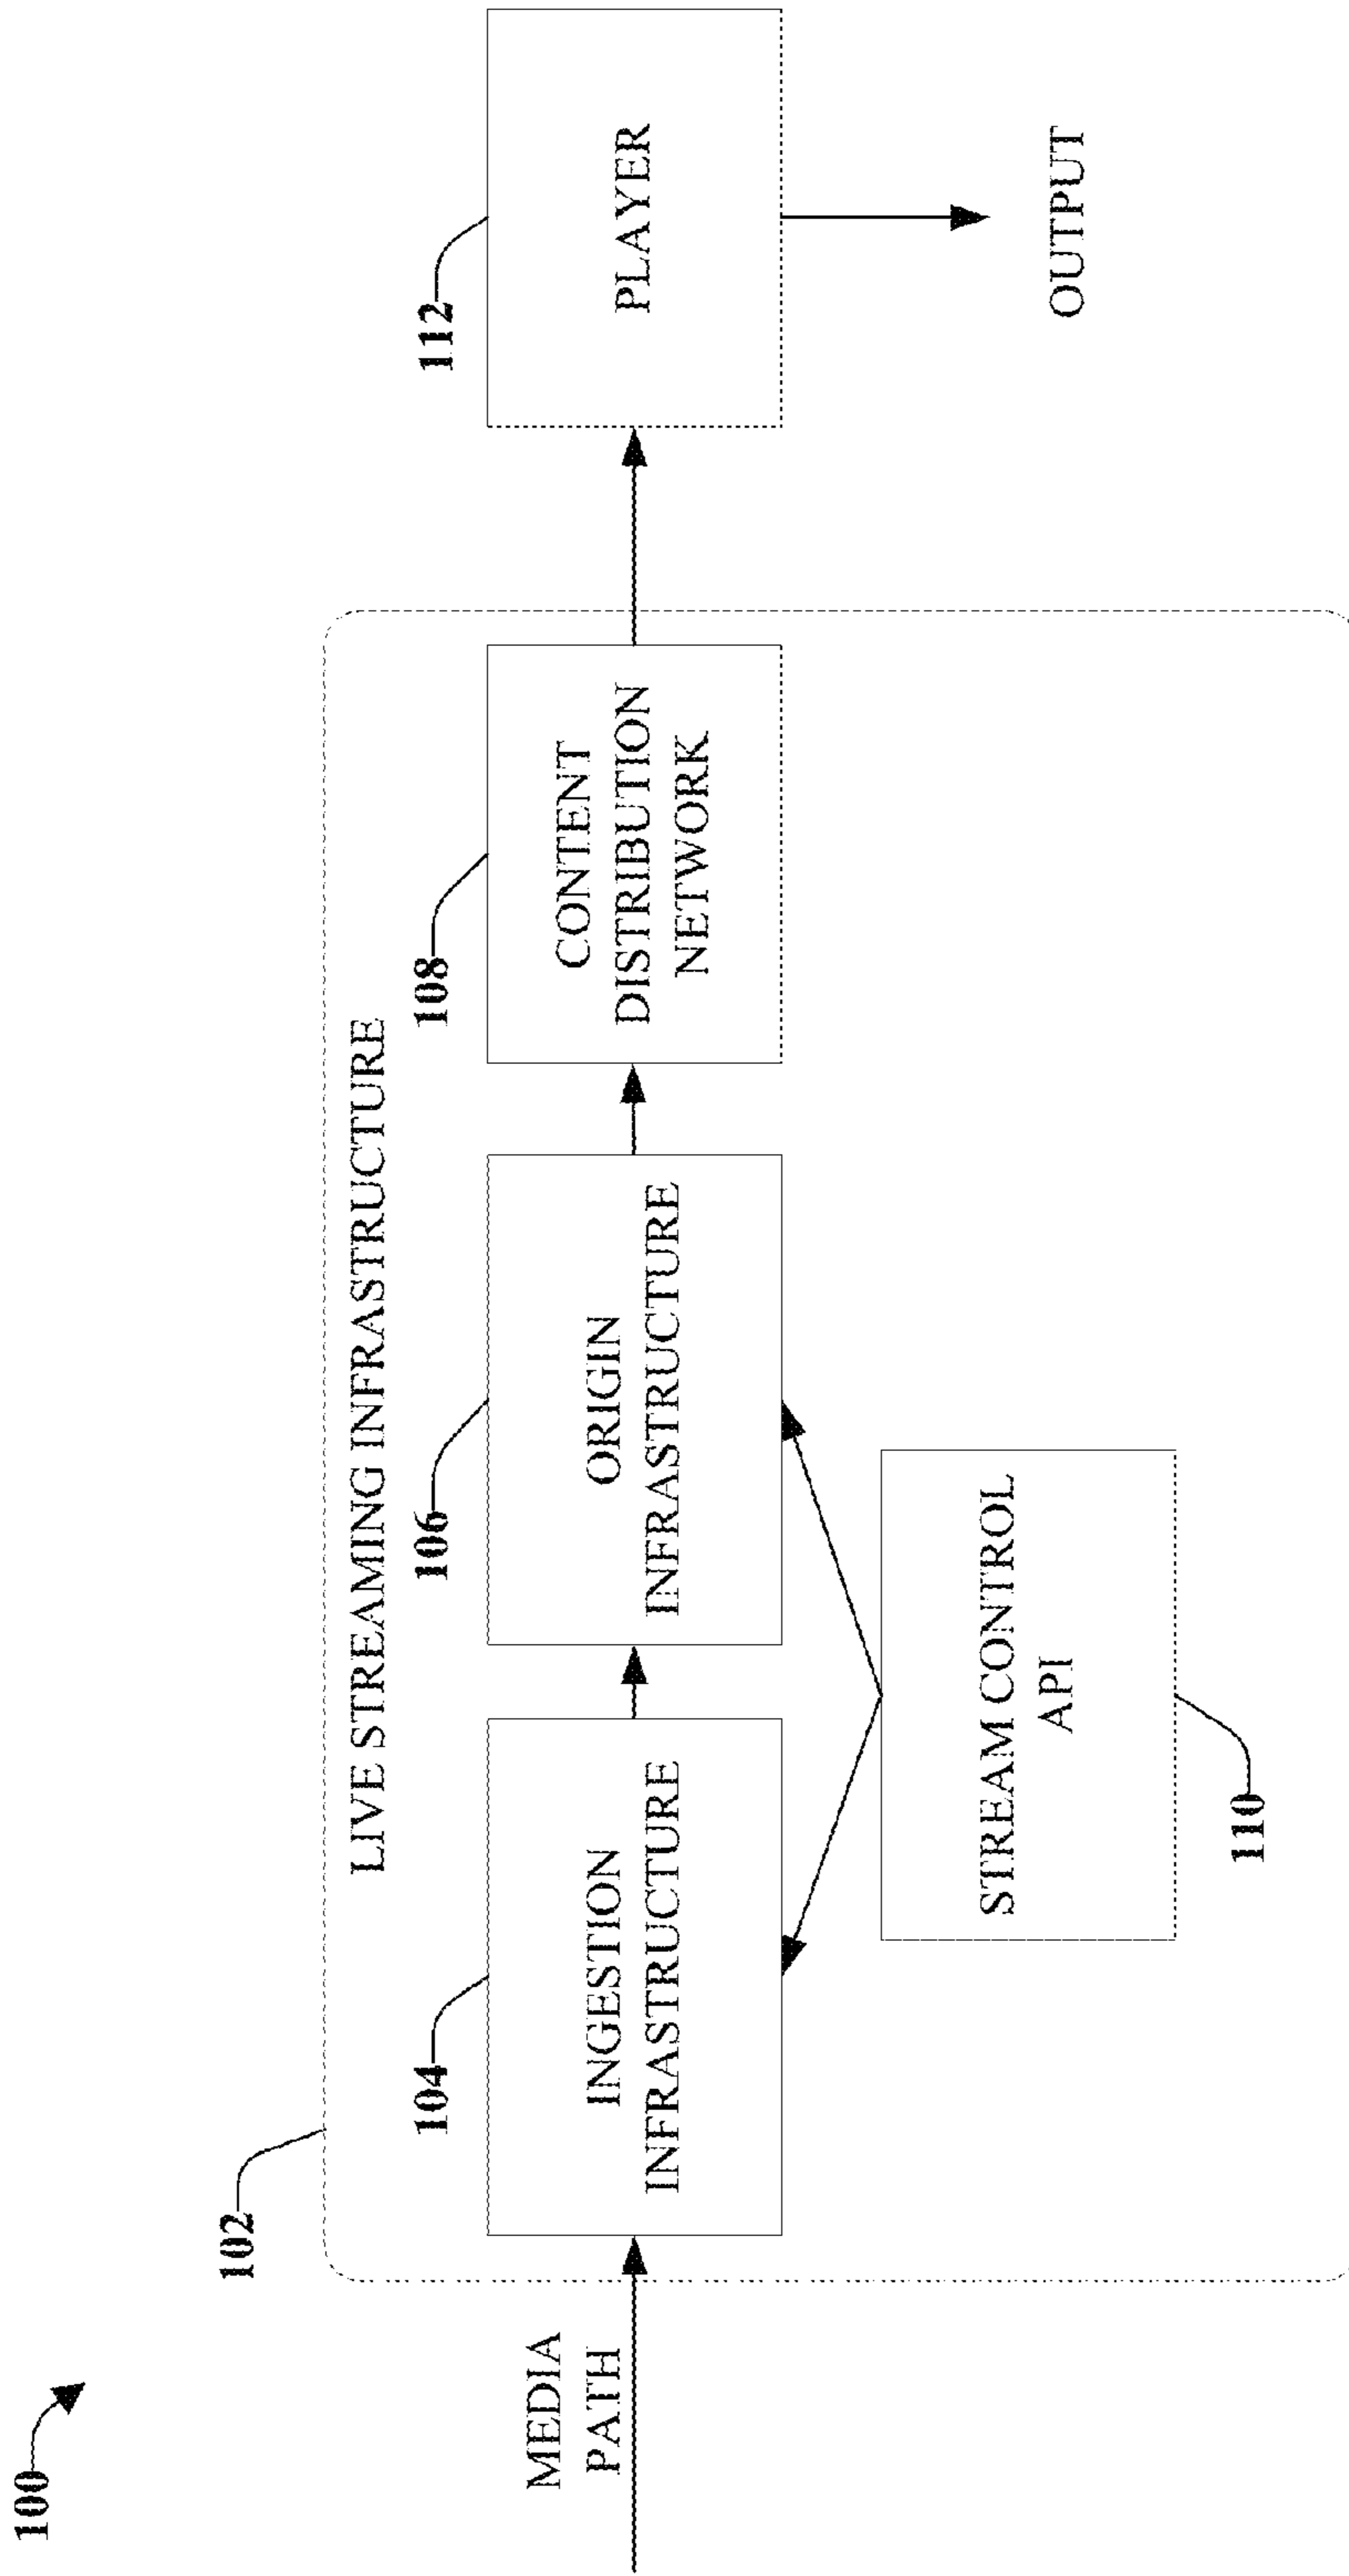 100
102
LIVE STREAMING INFRASTRUCTURE
104
106
108
112
MEDIA
PATH
INGESTION
INFRASTRUCTURE
ORIGIN
INFRASTRUCTURE
CONTENT
DISTRIBUTION
NETWORK
PLAYER
STREAM CONTROL
API
110
OUTPUT